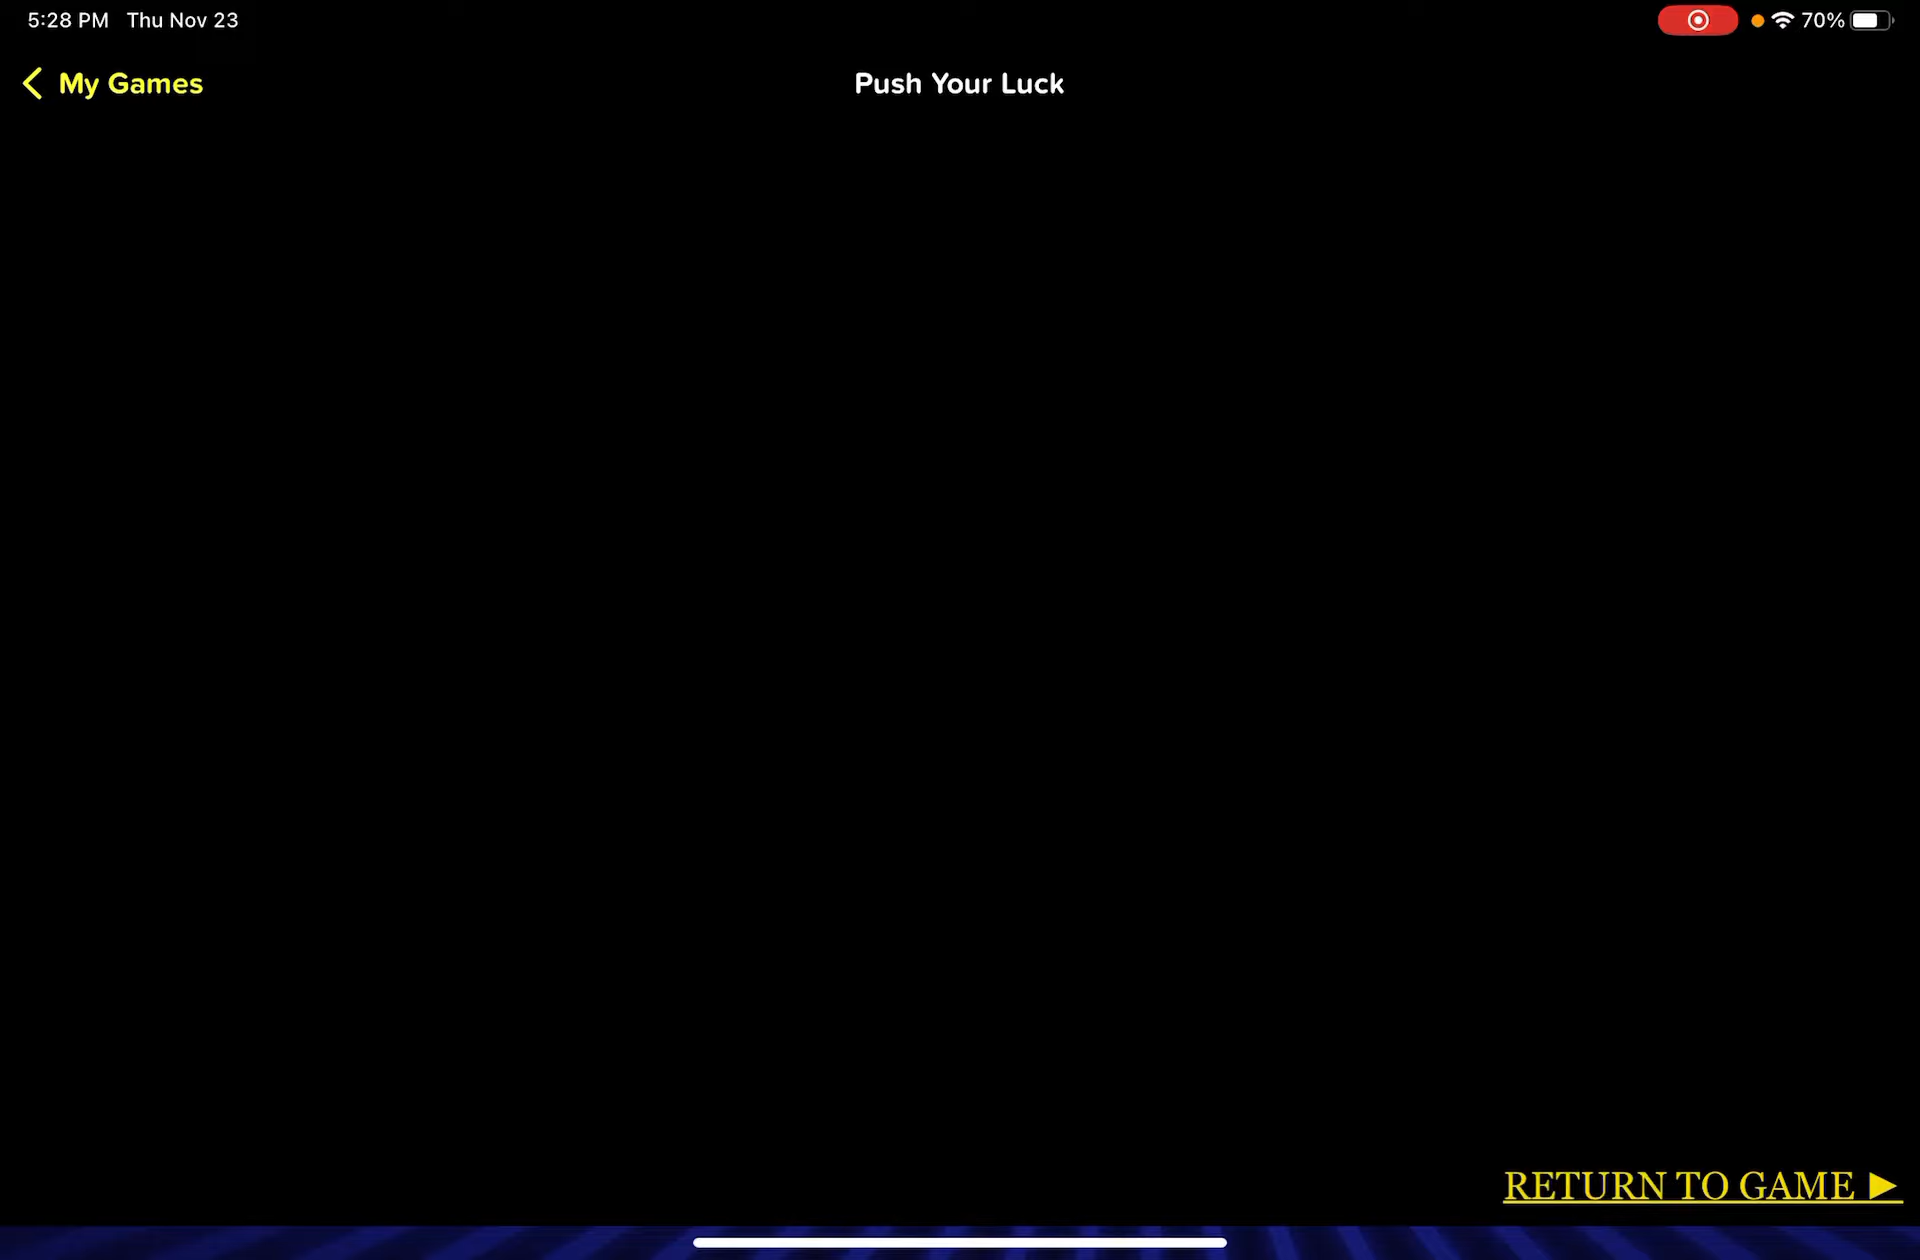 5:28 PM Thu Nov 23
70%
My Games
Push Your Luck
RETURN TO GAME ►